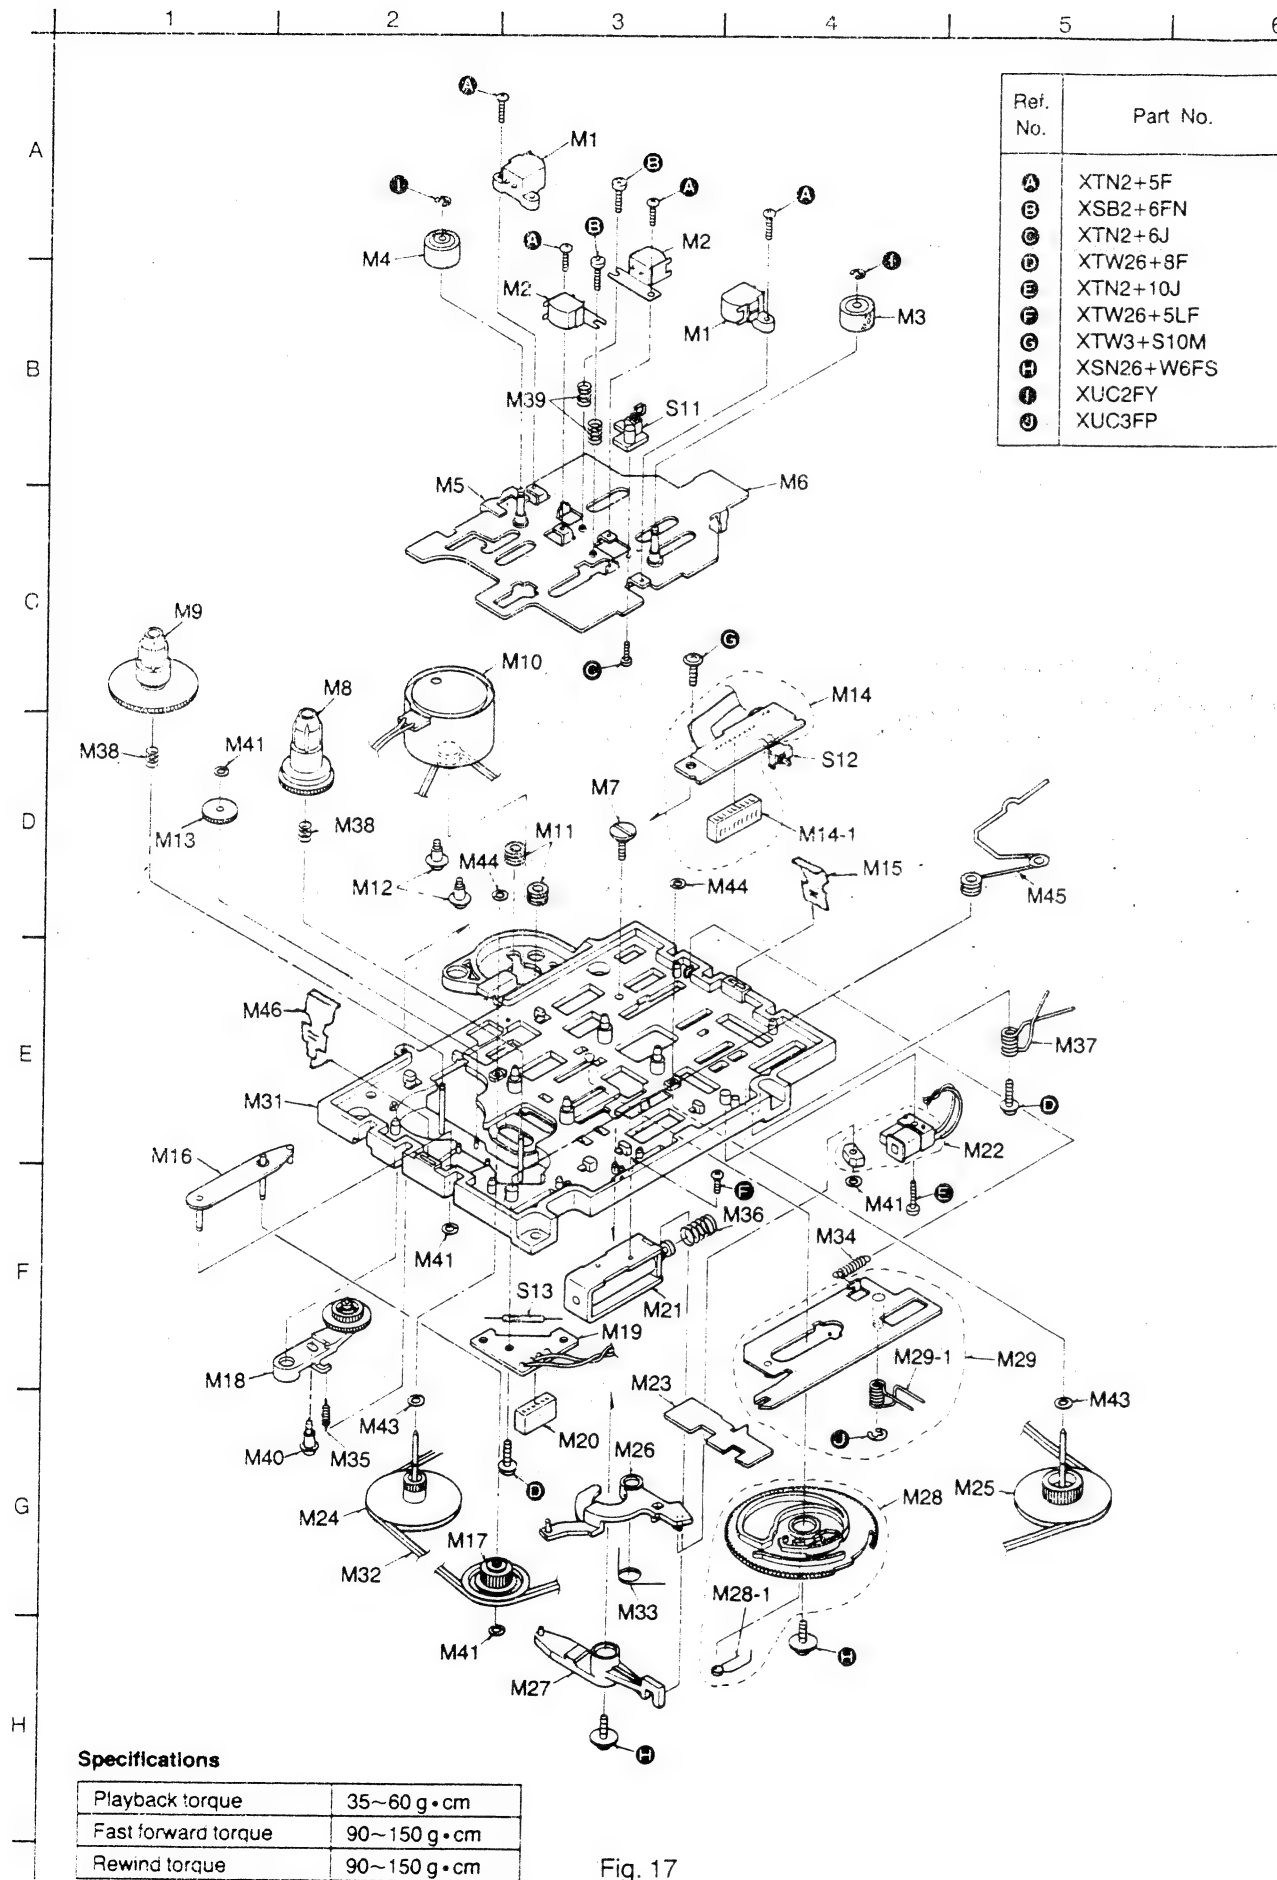 1 2 3 4 5 6
A
B
C
D
E
F
G
H
Ref. No. Part No.
A XTN2+5F
B XSB2+6FN
C XTN2+6J
D XTW26+8F
E XTN2+10J
F XTW26+5LF
G XTW3+S10M
H XSN26+W6FS
I XUC2FY
J XUC3FP
A
M1
B
A
A
I
M4
A
B
M2
M2
I
M1
M3
M39
S11
M5
M6
M9
G
C
M10
M14
M8
M38
M41
S12
M7
M13
M38
M11
M14-1
M12
M44
M44
M15
M45
M46
M37
M31
D
M16
M22
F
M41
E
M36
M41
M34
S13
M21
M19
M18
M29-1
M29
M23
M43
M43
M20
M26
J
M40
M35
D
M28
M25
M24
M17
M32
M28-1
M33
M41
H
M27
H
Specifications
Playback torque 35~60 g•cm
Fast forward torque 90~150 g•cm
Rewind torque 90~150 g•cm
Fig. 17